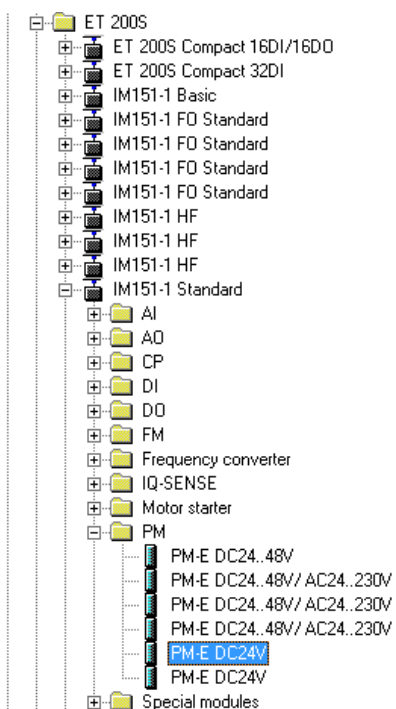 ET 200S
ET 200S Compact 16DI/16DO
ET 200S Compact 32DI
IM151-1 Basic
IM151-1 FO Standard
IM151-1 FO Standard
IM151-1 FO Standard
IM151-1 FO Standard
IM151-1 HF
IM151-1 HF
IM151-1 HF
IM151-1 Standard
AI
AO
CP
DI
DO
FM
Frequency converter
IQ-SENSE
Motor starter
PM
PM-E DC24..48V
PM-E DC24..48V/ AC24..230V
PM-E DC24..48V/ AC24..230V
PM-E DC24..48V/ AC24..230V
PM-E DC24V
PM-E DC24V
Special modules